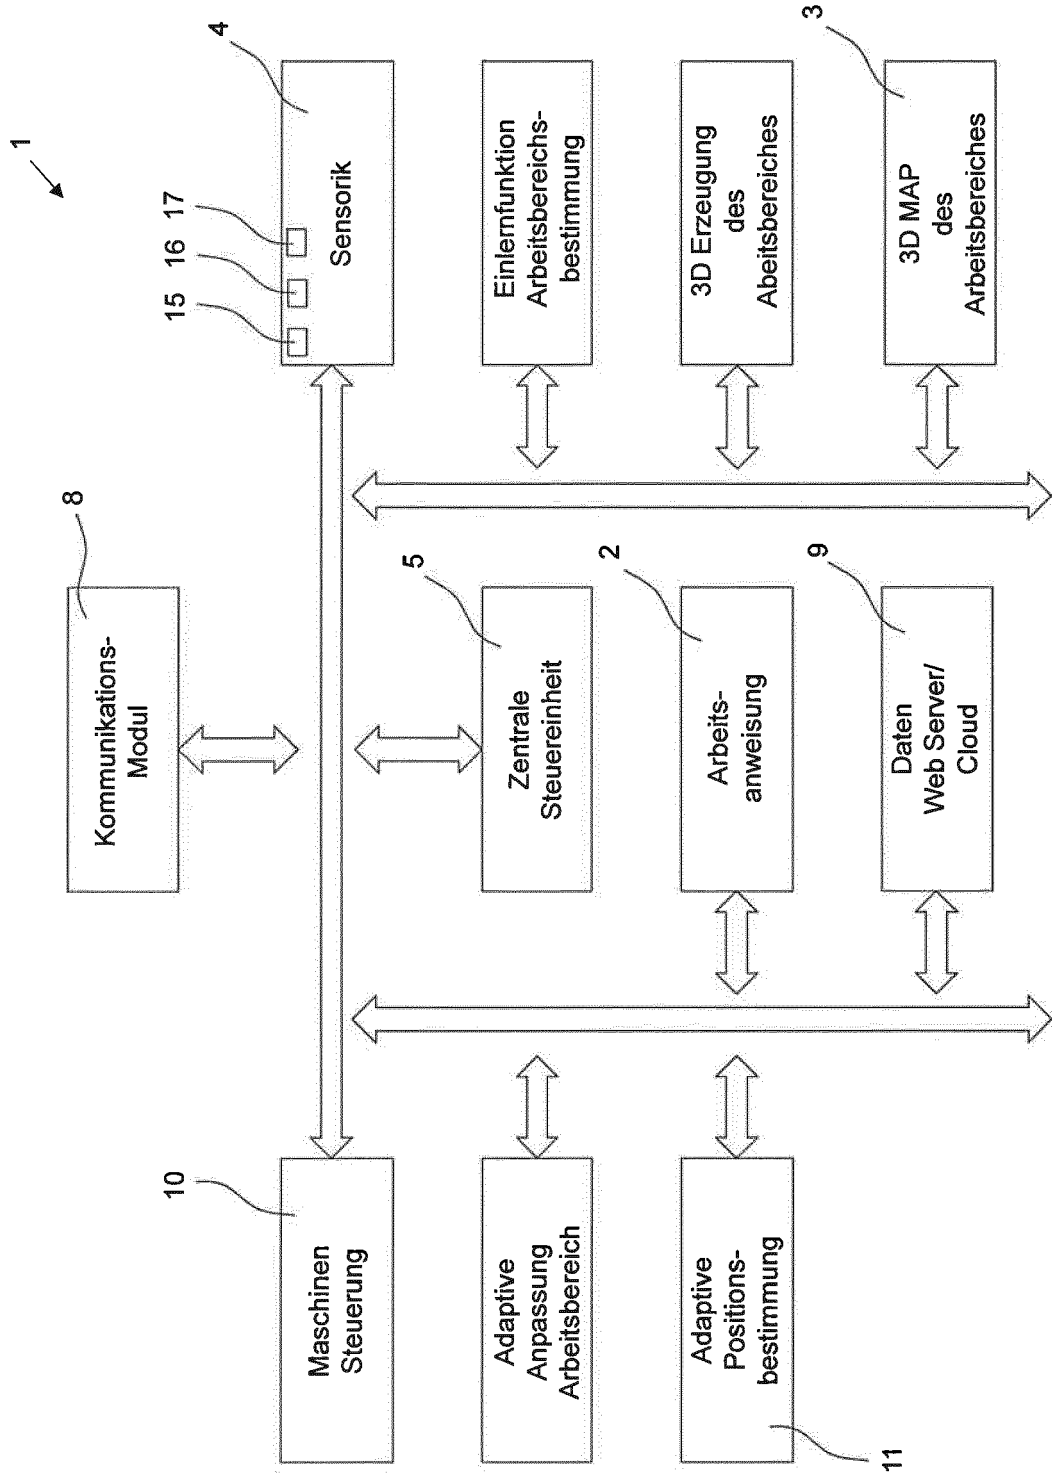 1
8
Kommunikations-
Modul
10
15
16
17
4
Maschinen
Steuerung
Sensorik
5
Adaptive
Anpassung
Arbeitsbereich
Zentrale
Steuereinheit
Einlernfunktion
Arbeitsbereichs-
bestimmung
2
Adaptive
Positions-
bestimmung
11
Arbeits-
anweisung
3D Erzeugung
des
Abeitsbereiches
9
3
Daten
Web Server/
Cloud
3D MAP
des
Arbeitsbereiches